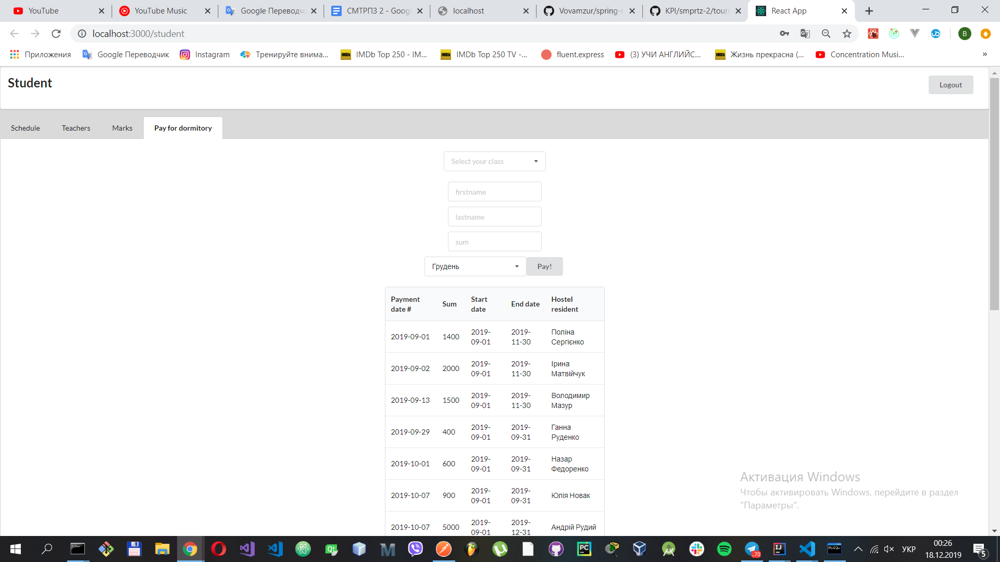 YouTube
YouTube Music
Google Переводч
СМТРПЗ 2 - Goog
localhost
Vovamzur/spring-r
KPI/smprtz-2/touri
React App
localhost:3000/student
B
Приложения
Google Переводчик
Instagram
Тренируйте внима...
IMDb Top 250 - IM...
IMDb Top 250 TV -...
fluent.express
(3) УЧИ АНГЛИЙС...
Жизнь прекрасна (...
Concentration Musi...
»
Student
Logout
Schedule
Teachers
Marks
Pay for dormitory
Select your class
firstname
lastname
sum
Грудень
Pay!
Payment date # Sum Start date End date Hostel resident
2019-09-01 1400 2019-09-01 2019-11-30 Поліна Сергієнко
2019-09-02 2000 2019-09-01 2019-11-30 Ірина Матвійчук
2019-09-13 1500 2019-09-01 2019-11-30 Володимир Мазур
2019-09-29 400 2019-09-01 2019-09-31 Ганна Руденко
2019-10-01 600 2019-09-01 2019-09-31 Назар Федоренко
2019-10-07 900 2019-09-01 2019-09-31 Юлія Новак
2019-10-07 5000 2019-09-01 2019-12-31 Андрій Рудий
Активация Windows
Чтобы активировать Windows, перейдите в раздел
"Параметры".
УКР
00:26
18.12.2019
5